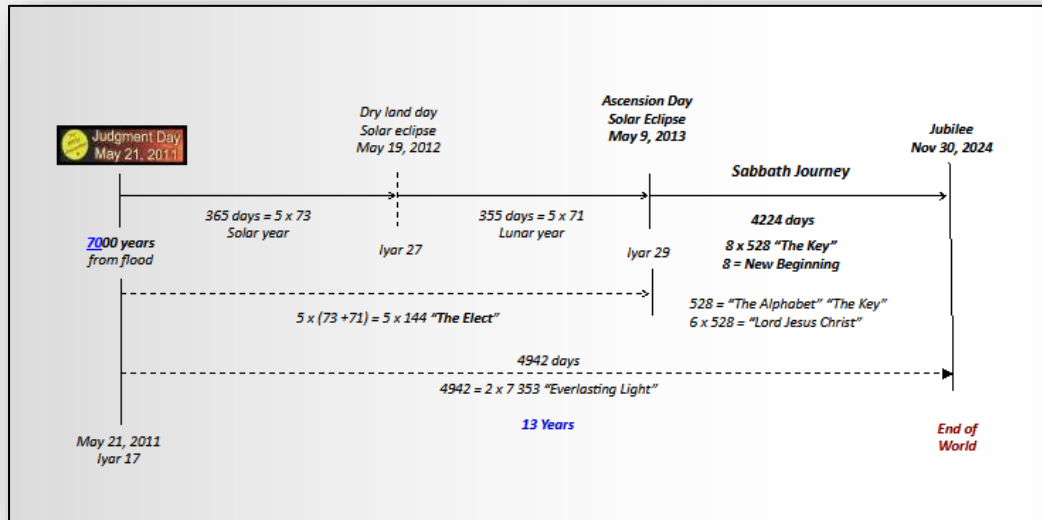 Judgment Day
May 21, 2011
Dry land day
Solar eclipse
May 19, 2012
Ascension Day
Solar Eclipse
May 9, 2013
Jubilee
Nov 30, 2024
Sabbath Journey
365 days = 5 x 73
Solar year
355 days = 5 x 71
Lunar year
4224 days
7000 years
from flood
Iyar 27
Iyar 29
8 x 528 “The Key”
8 = New Beginning
5 x (73 +71) = 5 x 144 “The Elect”
528 = “The Alphabet” “The Key”
6 x 528 = “Lord Jesus Christ”
4942 days
4942 = 2 x 7 353 “Everlasting Light”
13 Years
May 21, 2011
Iyar 17
End of
World